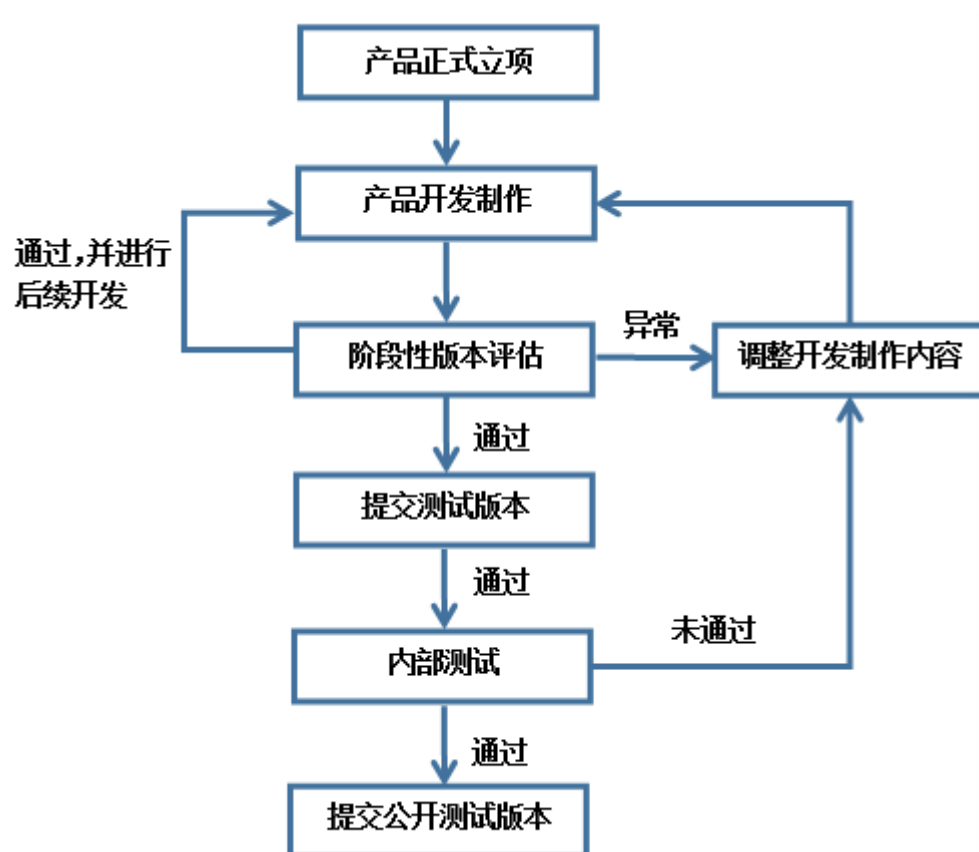 产品正式立项
产品开发制作
通过,并进行
后续开发
异常
阶段性版本评估
调整开发制作内容
通过
提交测试版本
通过
未通过
内部测试
通过
提交公开测试版本